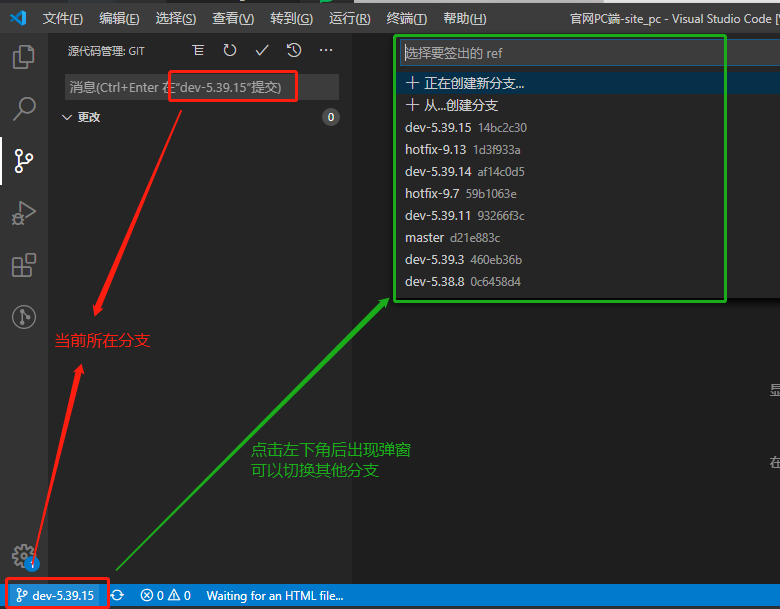 文件(F) 编辑(E) 选择(S) 查看(V) 转到(G) 运行(R) 终端(T) 帮助(H) 官网PC端-site_pc - Visual Studio Code [
源代码管理: GIT
消息(Ctrl+Enter 在"dev-5.39.15"提交)
更改 0
选择要签出的 ref
+ 正在创建新分支...
+ 从...创建分支
dev-5.39.15 14bc2c30
hotfix-9.13 1d3f933a
dev-5.39.14 af14c0d5
hotfix-9.7 59b1063e
dev-5.39.11 93266f3c
master d21e883c
dev-5.39.3 460eb36b
dev-5.38.8 0c6458d4
当前所在分支
点击左下角后出现弹窗
可以切换其他分支
1
dev-5.39.15 0 0 Waiting for an HTML file...